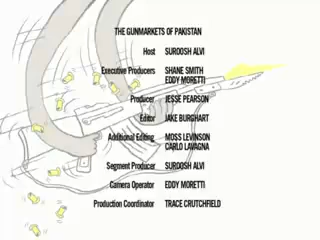 THE GUNMARKETS OF PAKISTAN
Host SUROOSH ALVI
Executive Producers SHANE SMITH
EDDY MORETTI
Producer JESSE PEARSON
Editor JAKE BURGHART
Additional Editing MOSS LEVINSON
CARLO LAVAGNA
Segment Producer SUROOSH ALVI
Camera Operator EDDY MORETTI
Production Coordinator TRACE CRUTCHFIELD